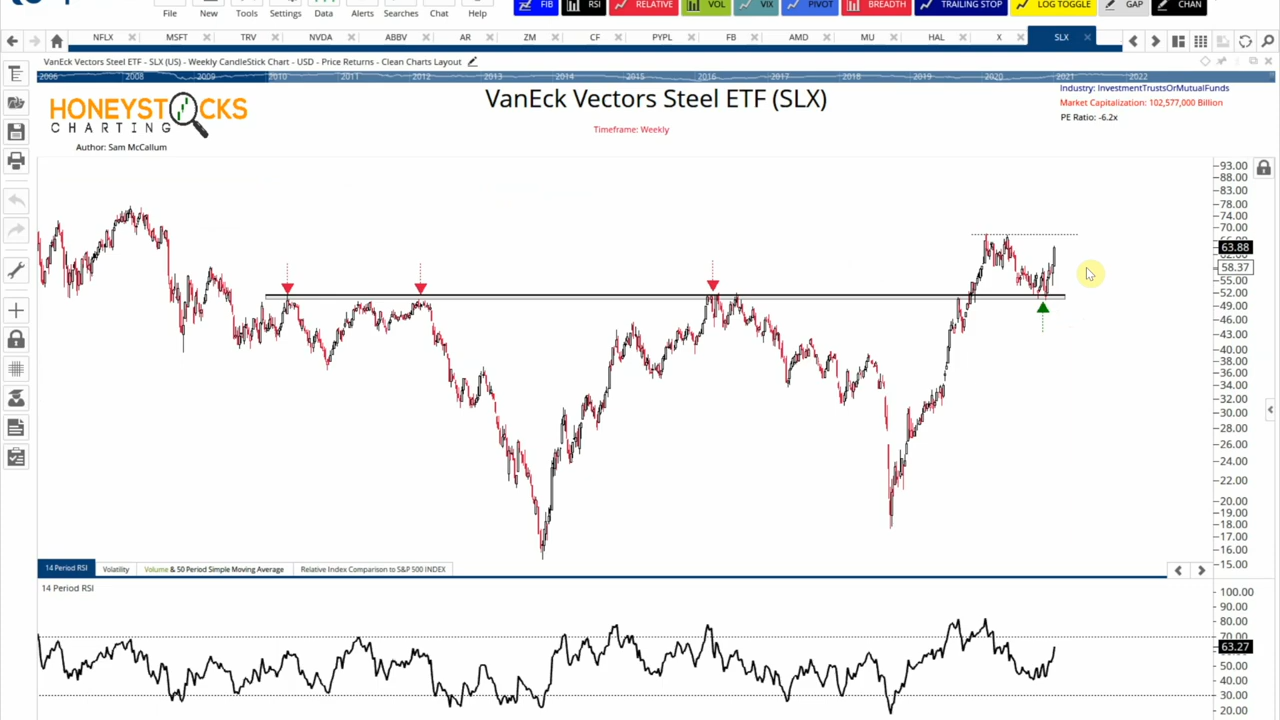 FIB RSI RELATIVE VOL VIX PIVOT BREADTH TRAILING STOP LOG TOGGLE GAP CHAN
File New Tools Settings Data Alerts Searches Chat Help
NFLX MSFT TRV NVDA ABBV AR ZM CF PYPL FB AMD MU HAL X SLX
VanEck Vectors Steel ETF - SLX (US) - Weekly CandleStick Chart - USD - Price Returns - Clean Charts Layout
2006 2008 2009 2010 2012 2013 2014 2015 2016 2017 2018 2019 2020 2021 2022
HONEYSTOCKS
CHARTING
Author: Sam McCallum
VanEck Vectors Steel ETF (SLX)
Timeframe: Weekly
Industry: InvestmentTrustsOrMutualFunds
Market Capitalization: 102,577,000 Billion
PE Ratio: -6.2x
93.00
88.00
83.00
78.00
74.00
70.00
63.88
58.37
55.00
52.00
49.00
46.00
43.00
40.00
38.00
36.00
34.00
32.00
30.00
28.00
26.00
24.00
22.00
20.00
19.00
18.00
17.00
16.00
15.00
14 Period RSI Volatility Volume & 50 Period Simple Moving Average Relative Index Comparison to S&P 500 INDEX
14 Period RSI
100.00
90.00
80.00
70.00
63.27
50.00
40.00
30.00
20.00